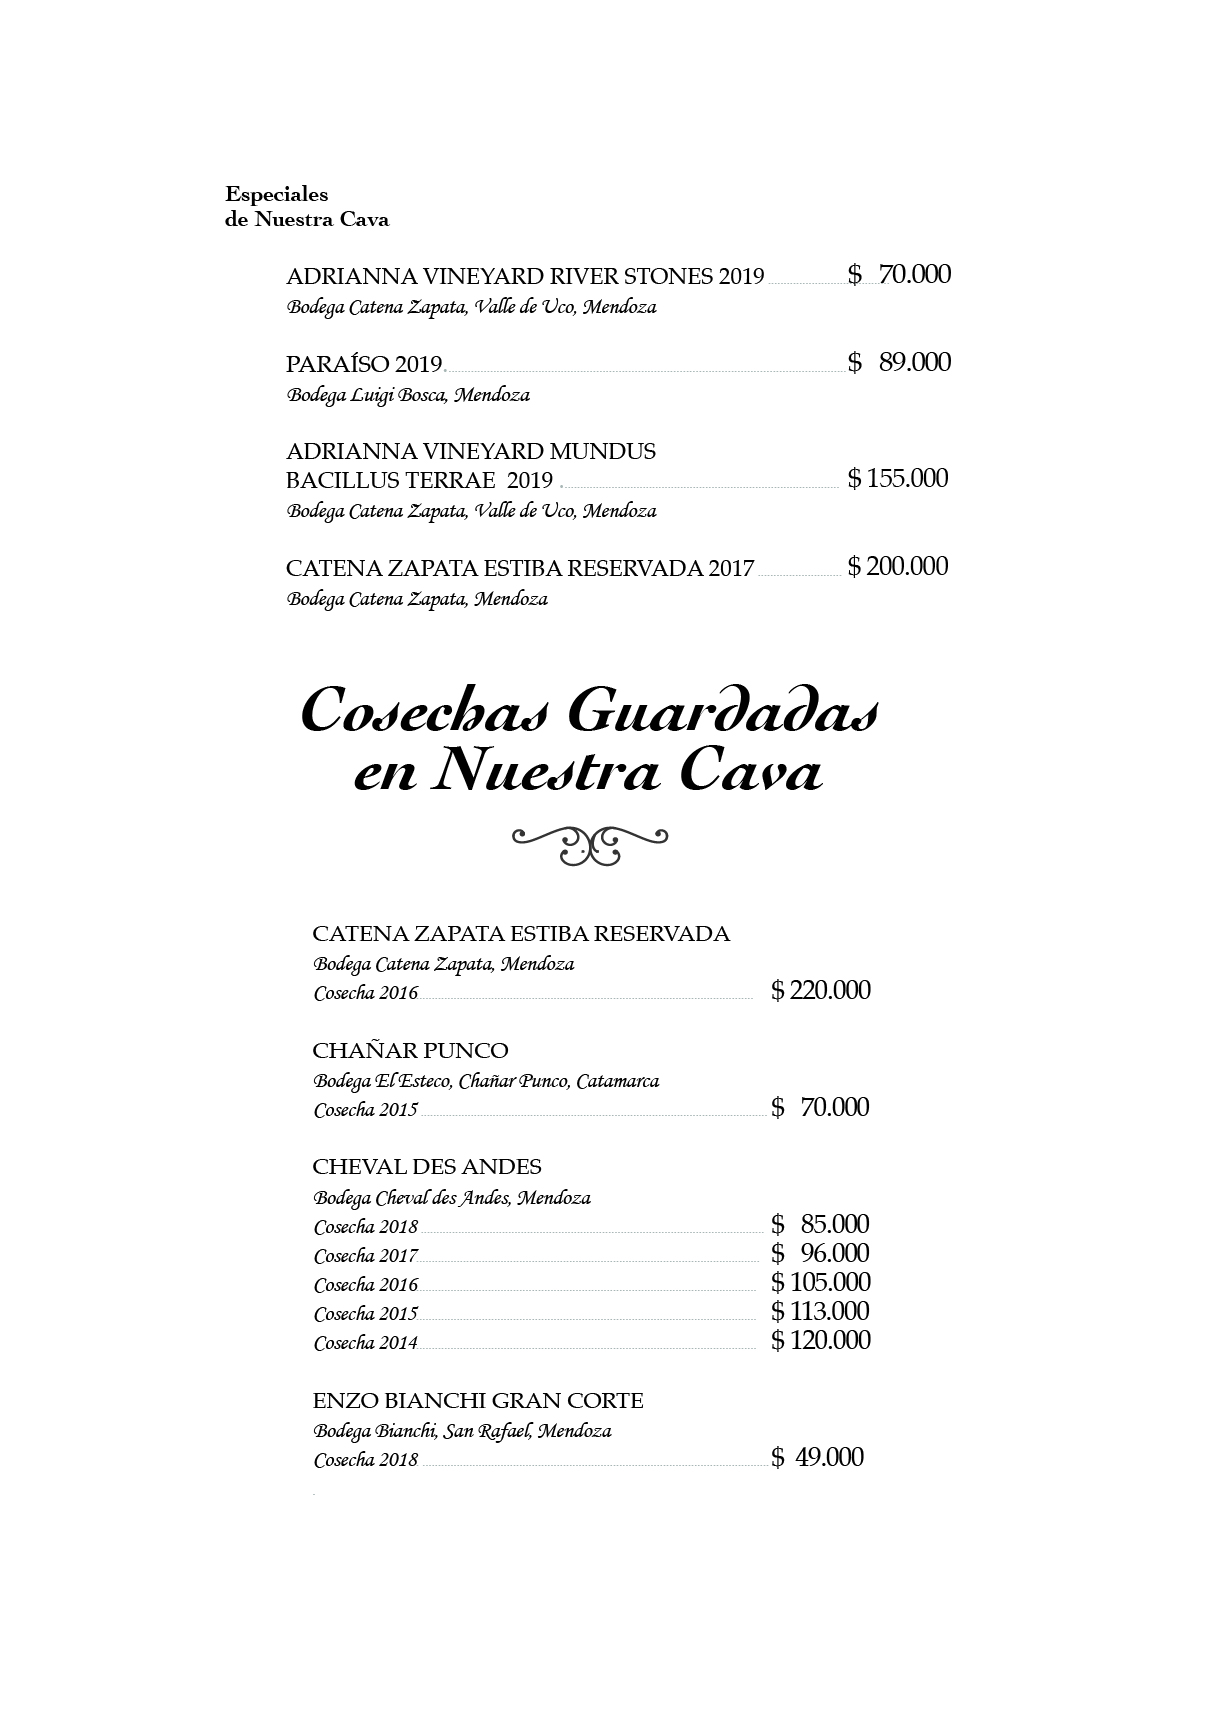 Especiales
de Nuestra Cava
ADRIANNA VINEYARD RIVER STONES 2019 $ 70.000
Bodega Catena Zapata, Valle de Uco, Mendoza
PARAÍSO 2019 $ 89.000
Bodega Luigi Bosca, Mendoza
ADRIANNA VINEYARD MUNDUS
BACILLUS TERRAE 2019 $ 155.000
Bodega Catena Zapata, Valle de Uco, Mendoza
CATENA ZAPATA ESTIBA RESERVADA 2017 $ 200.000
Bodega Catena Zapata, Mendoza
Cosechas Guardadas
en Nuestra Cava
CATENA ZAPATA ESTIBA RESERVADA
Bodega Catena Zapata, Mendoza
Cosecha 2016 $ 220.000
CHAÑAR PUNCO
Bodega El Esteco, Chañar Punco, Catamarca
Cosecha 2015 $ 70.000
CHEVAL DES ANDES
Bodega Cheval des Andes, Mendoza
Cosecha 2018 $ 85.000
Cosecha 2017 $ 96.000
Cosecha 2016 $ 105.000
Cosecha 2015 $ 113.000
Cosecha 2014 $ 120.000
ENZO BIANCHI GRAN CORTE
Bodega Bianchi, San Rafael, Mendoza
Cosecha 2018 $ 49.000